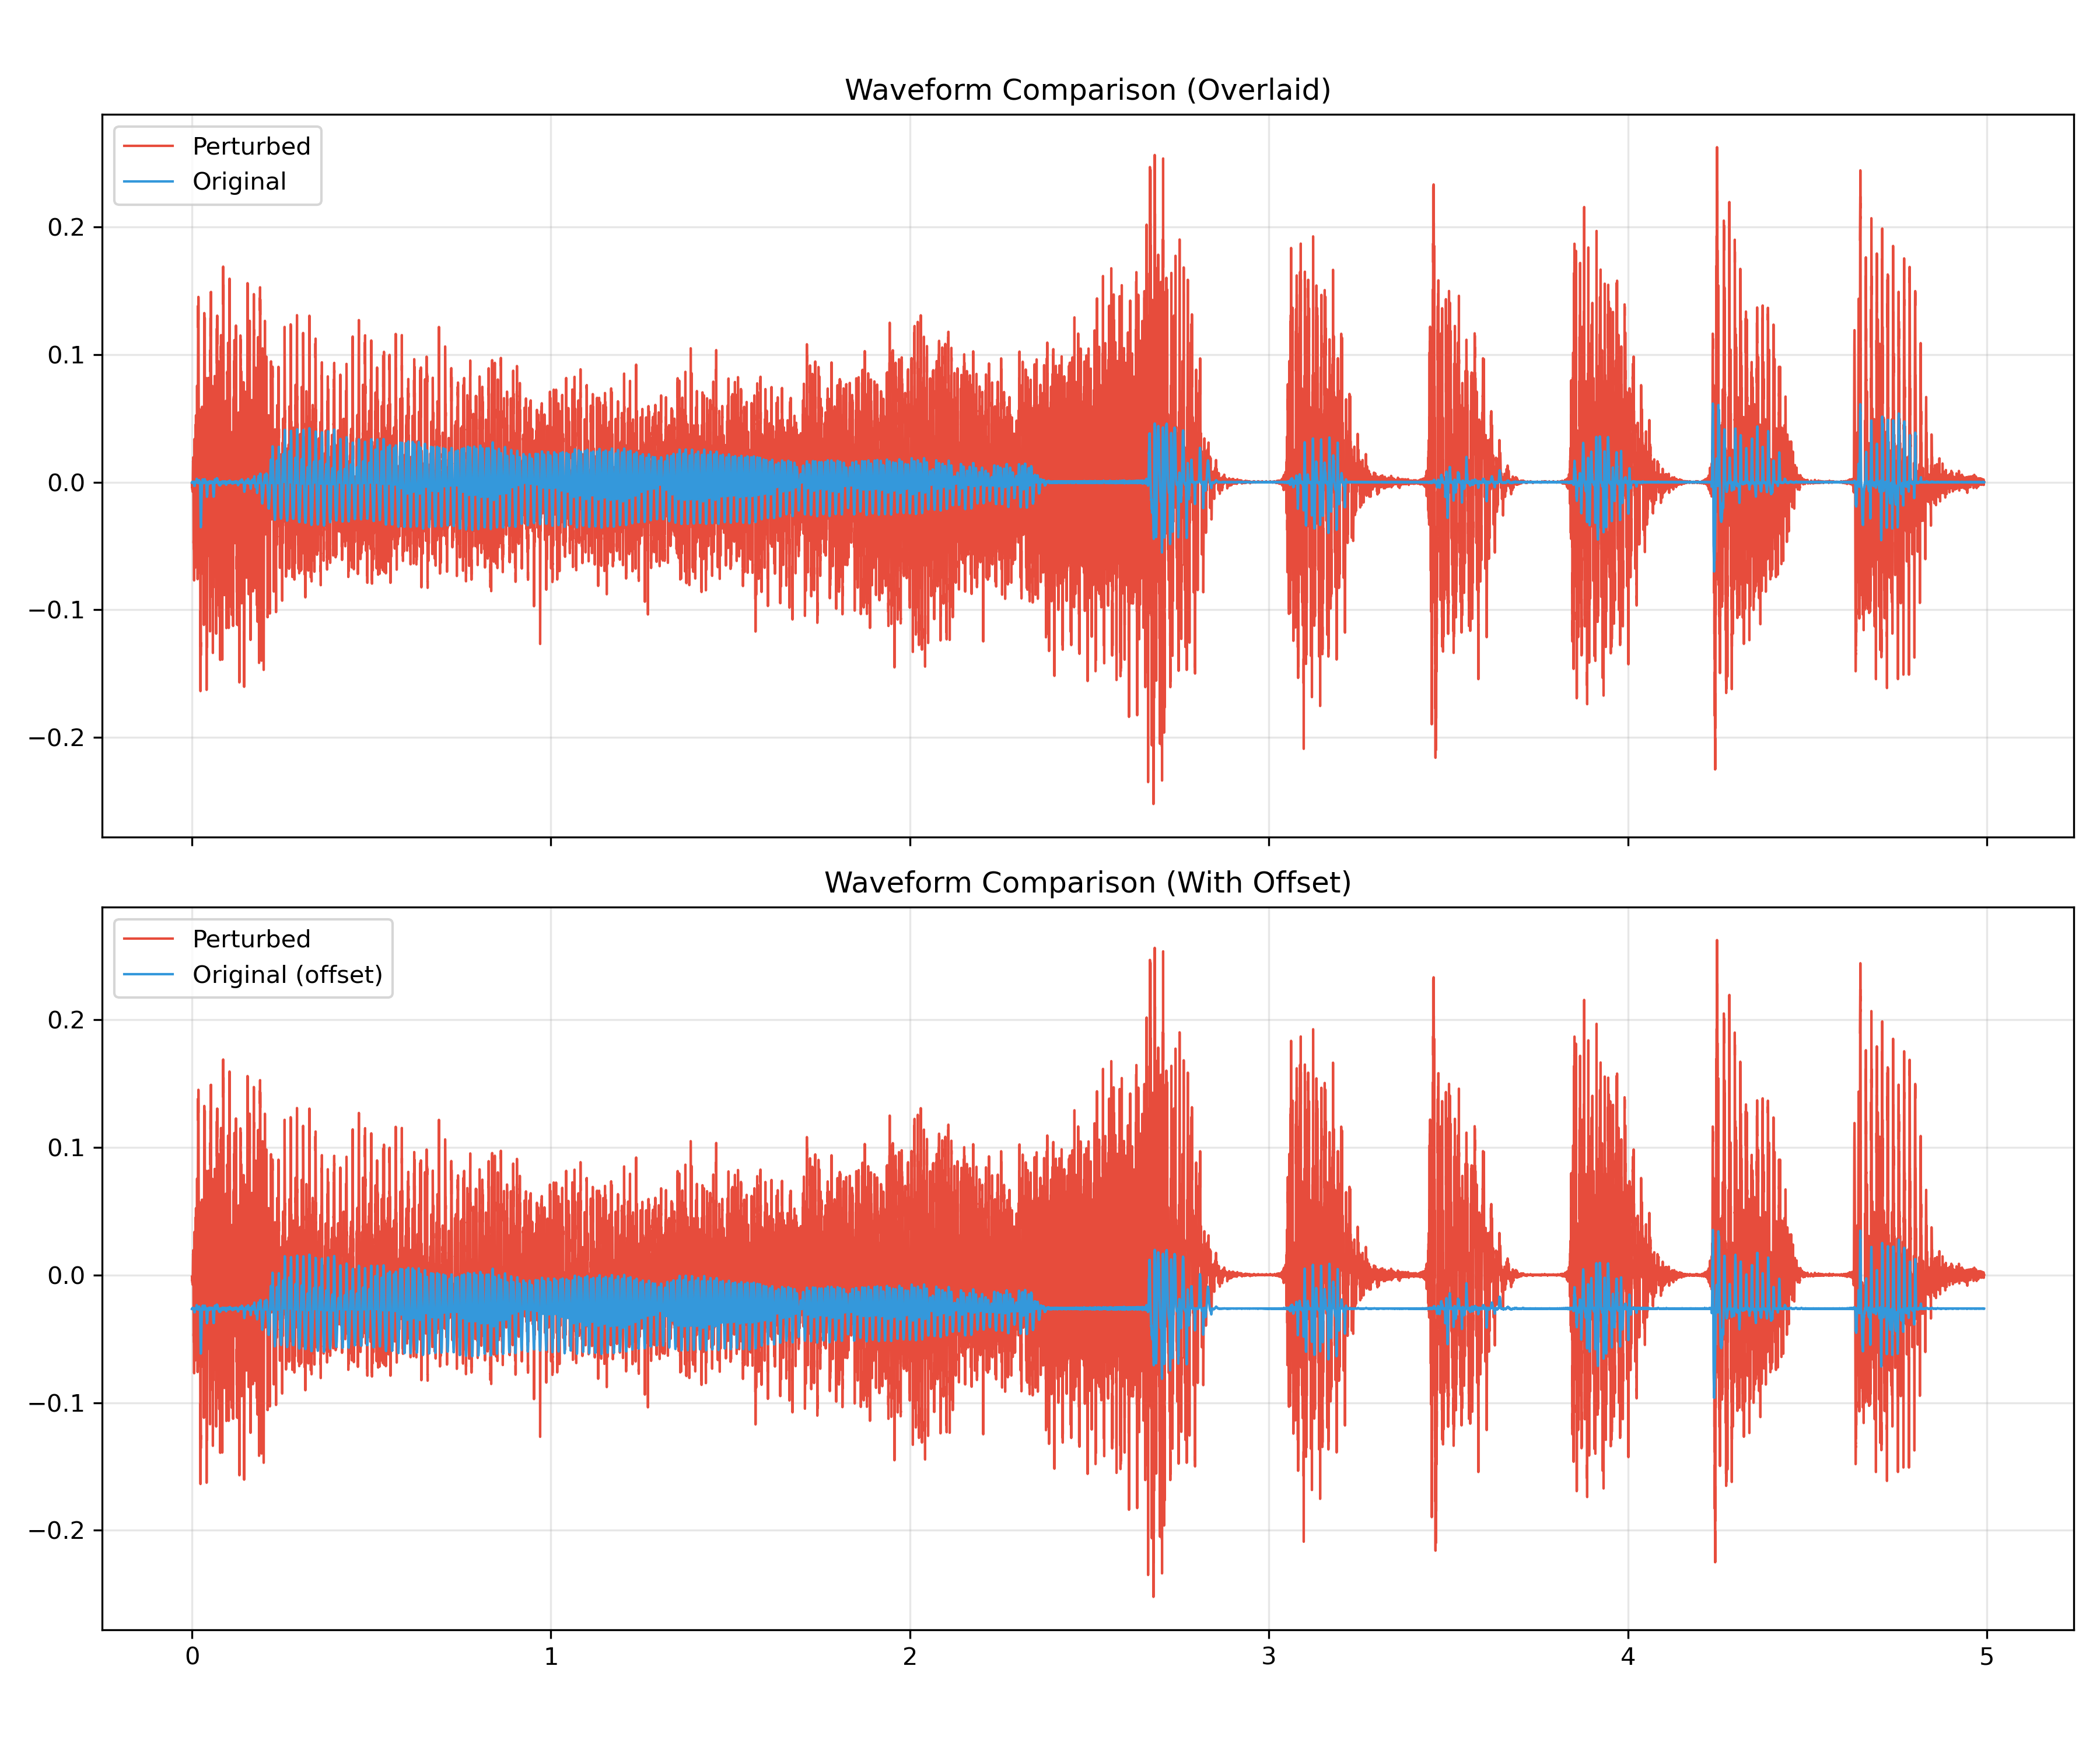 Waveform Comparison (Overlaid)
Perturbed
Original
0.2
0.1
0.0
−0.1
−0.2
Waveform Comparison (With Offset)
Perturbed
Original (offset)
0.2
0.1
0.0
−0.1
−0.2
0 1 2 3 4 5